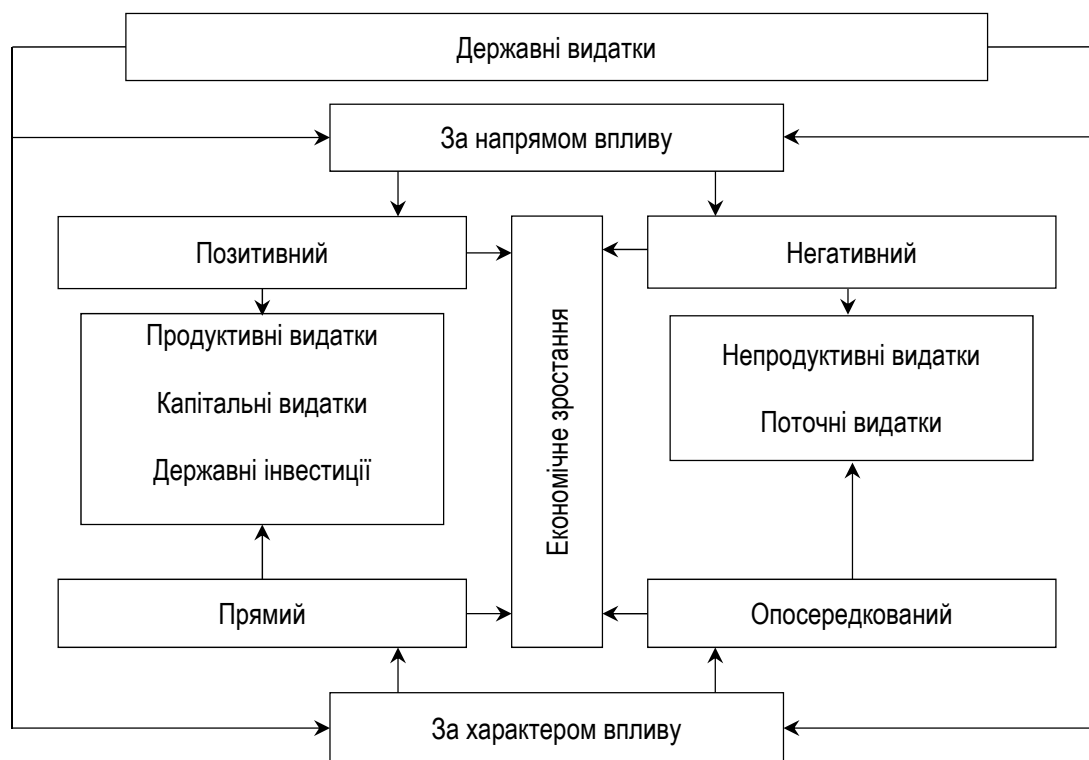 Державні видатки
За напрямом впливу
Позитивний
Негативний
Продуктивні видатки
Капітальні видатки
Державні інвестиції
Економічне зростання
Непродуктивні видатки
Поточні видатки
Прямий
Опосередкований
За характером впливу